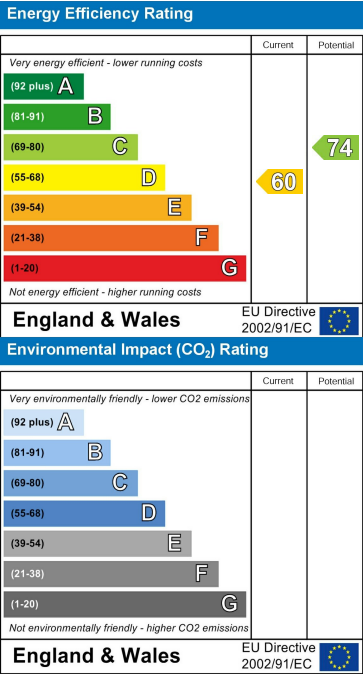 Energy Efficiency Rating
Current Potential
Very energy efficient - lower running costs
(92 plus) A
(81-91) B
(69-80) C
74
(55-68) D
60
(39-54) E
(21-38) F
(1-20) G
Not energy efficient - higher running costs
England & Wales
EU Directive
2002/91/EC
Environmental Impact (CO₂) Rating
Current Potential
Very environmentally friendly - lower CO2 emissions
(92 plus) A
(81-91) B
(69-80) C
(55-68) D
(39-54) E
(21-38) F
(1-20) G
Not environmentally friendly - higher CO2 emissions
England & Wales
EU Directive
2002/91/EC